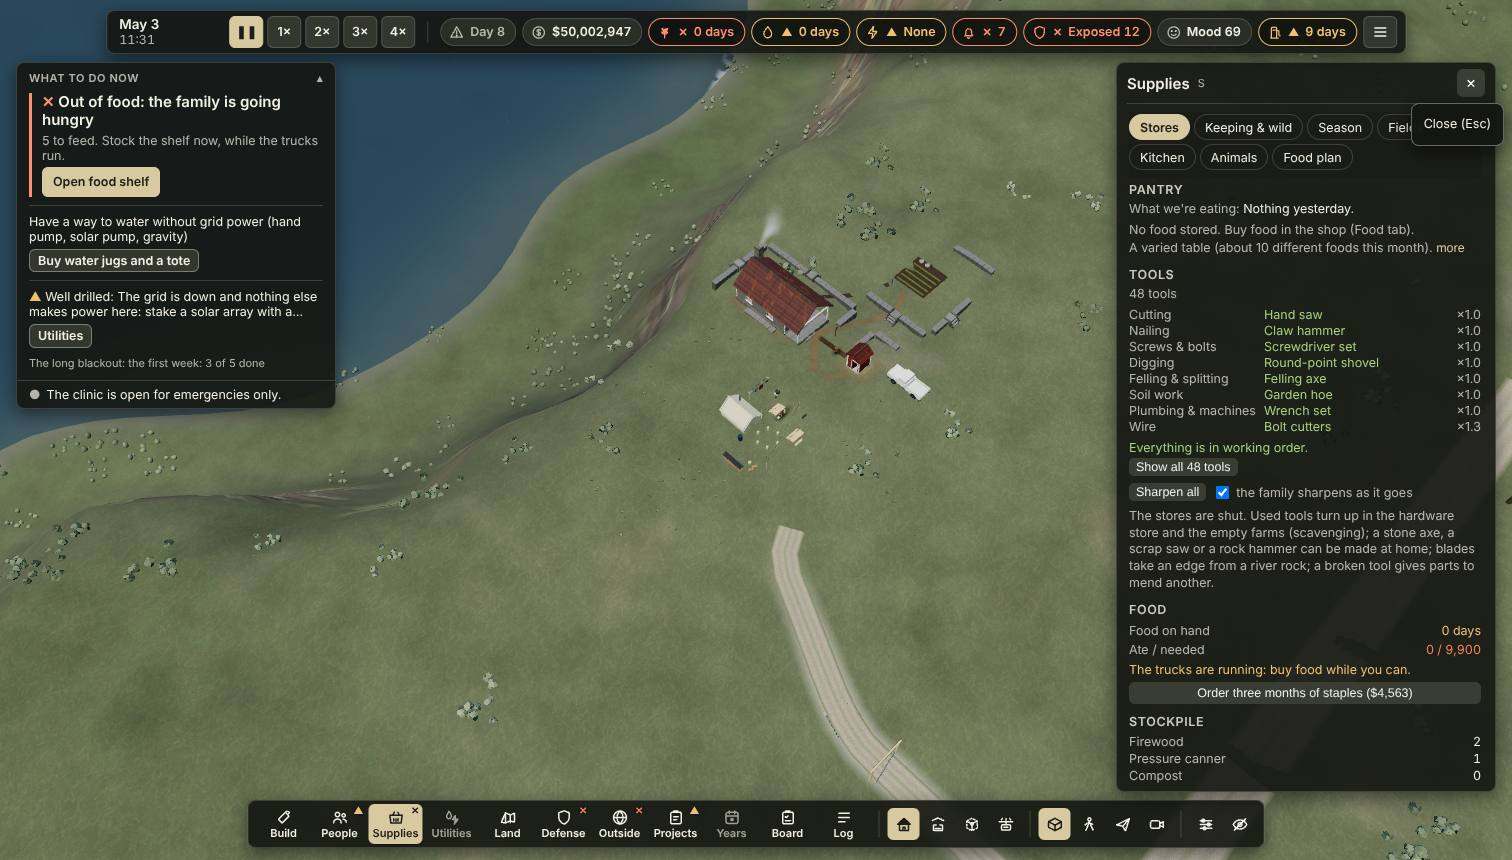 May 3
11:31
1×
2×
3×
4×
Day 8
$50,002,947
× 0 days
0 days
None
× 7
× Exposed 12
Mood 69
9 days
WHAT TO DO NOW
× Out of food: the family is going
hungry
5 to feed. Stock the shelf now, while the trucks
run.
Open food shelf
Have a way to water without grid power (hand
pump, solar pump, gravity)
Buy water jugs and a tote
Well drilled: The grid is down and nothing else
makes power here: stake a solar array with a...
Utilities
The long blackout: the first week: 3 of 5 done
The clinic is open for emergencies only.
Supplies S
×
Close (Esc)
Stores
Keeping & wild
Season
Kitchen
Animals
Food plan
PANTRY
What we're eating: Nothing yesterday.
No food stored. Buy food in the shop (Food tab).
A varied table (about 10 different foods this month). more
TOOLS
48 tools
Cutting Hand saw ×1.0
Nailing Claw hammer ×1.0
Screws & bolts Screwdriver set ×1.0
Digging Round-point shovel ×1.0
Felling & splitting Felling axe ×1.0
Soil work Garden hoe ×1.0
Plumbing & machines Wrench set ×1.0
Wire Bolt cutters ×1.3
Everything is in working order.
Show all 48 tools
Sharpen all the family sharpens as it goes
The stores are shut. Used tools turn up in the hardware
store and the empty farms (scavenging); a stone axe, a
scrap saw or a rock hammer can be made at home; blades
take an edge from a river rock; a broken tool gives parts to
mend another.
FOOD
Food on hand 0 days
Ate / needed 0 / 9,900
The trucks are running: buy food while you can.
Order three months of staples ($4,563)
STOCKPILE
Firewood 2
Pressure canner 1
Compost 0
Build
People
Supplies
Utilities
Land
Defense
Outside
Projects
Years
Board
Log